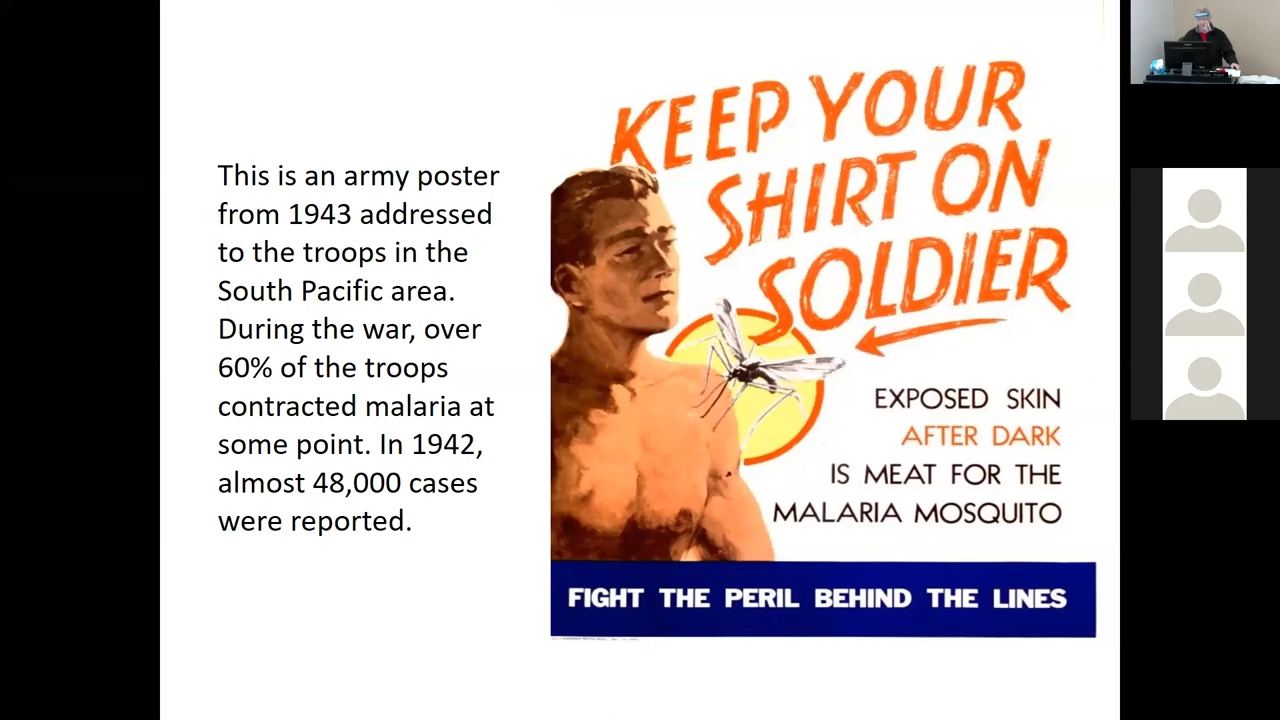 This is an army poster
from 1943 addressed
to the troops in the
South Pacific area.
During the war, over
60% of the troops
contracted malaria at
some point. In 1942,
almost 48,000 cases
were reported.
KEEP YOUR
SHIRT ON
SOLDIER
EXPOSED SKIN
AFTER DARK
IS MEAT FOR THE
MALARIA MOSQUITO
FIGHT THE PERIL BEHIND THE LINES